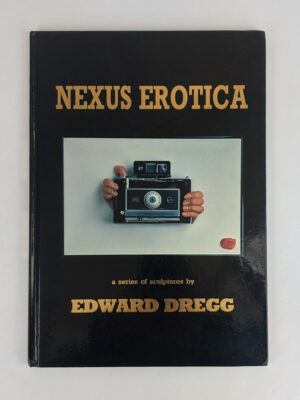 NEXUS EROTICA
a series of sculptures by
EDWARD DREGG